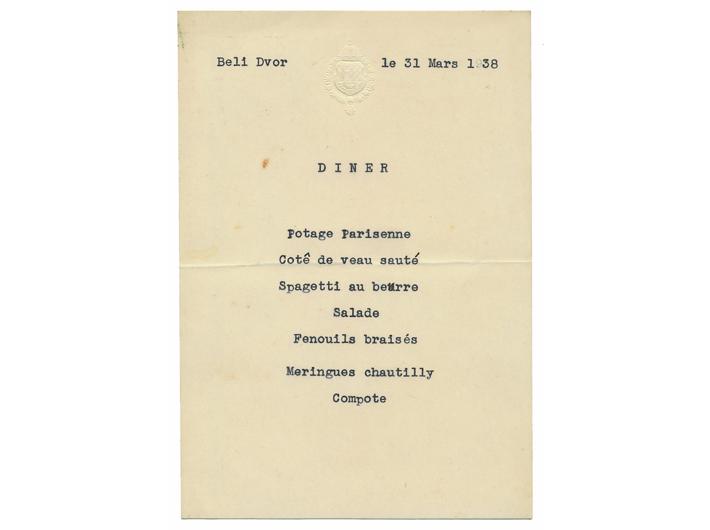 Beli Dvor le 31 Mars 1938
DINER
Potage Parisenne
Cotê de veau sauté
Spagetti au beurre
Salade
Fenouils braisés
Meringues chautilly
Compote